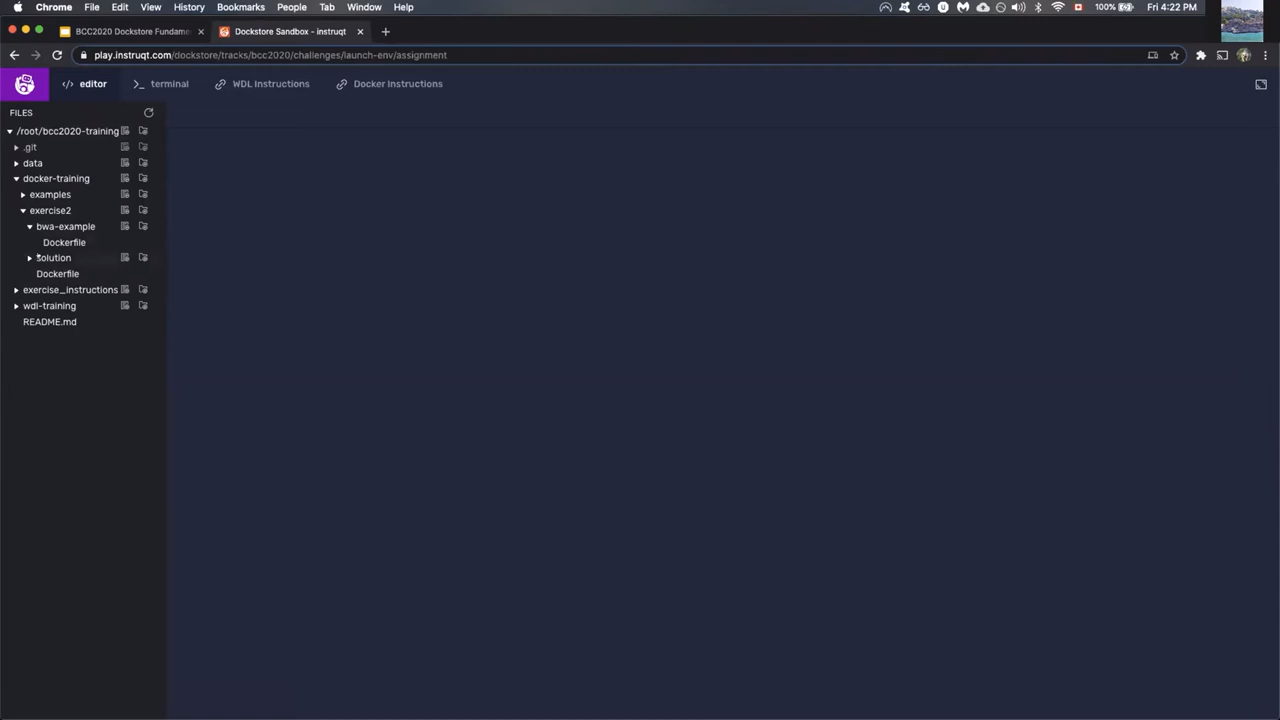 Chrome File Edit View History Bookmarks People Tab Window Help 100% Fri 4:22 PM
BCC2020 Dockstore Fundame
Dockstore Sandbox - instruqt
play.instruqt.com/dockstore/tracks/bcc2020/challenges/launch-env/assignment
</> editor
>_ terminal
WDL Instructions
Docker Instructions
FILES
/root/bcc2020-training
.git
data
docker-training
examples
exercise2
bwa-example
Dockerfile
solution
Dockerfile
exercise_instructions
wdl-training
README.md